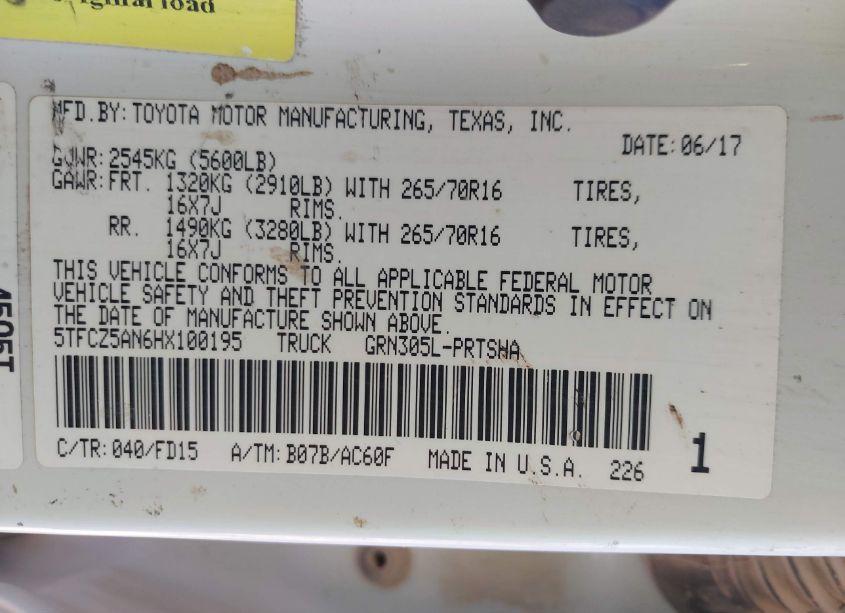 original load
MFD.BY:TOYOTA MOTOR MANUFACTURING, TEXAS, INC.
DATE:06/17
GVWR:2545KG (5600LB)
GAWR:FRT. 1320KG (2910LB) WITH 265/70R16 TIRES,
16X7J RIMS.
RR. 1490KG (3280LB) WITH 265/70R16 TIRES,
16X7J RIMS.
THIS VEHICLE CONFORMS TO ALL APPLICABLE FEDERAL MOTOR
VEHICLE SAFETY AND THEFT PREVENTION STANDARDS IN EFFECT ON
THE DATE OF MANUFACTURE SHOWN ABOVE.
5TFCZ5AN6HX100195 TRUCK GRN305L-PRTSHA
C/TR:040/FD15 A/TM:B07B/AC60F MADE IN U.S.A. 226
1